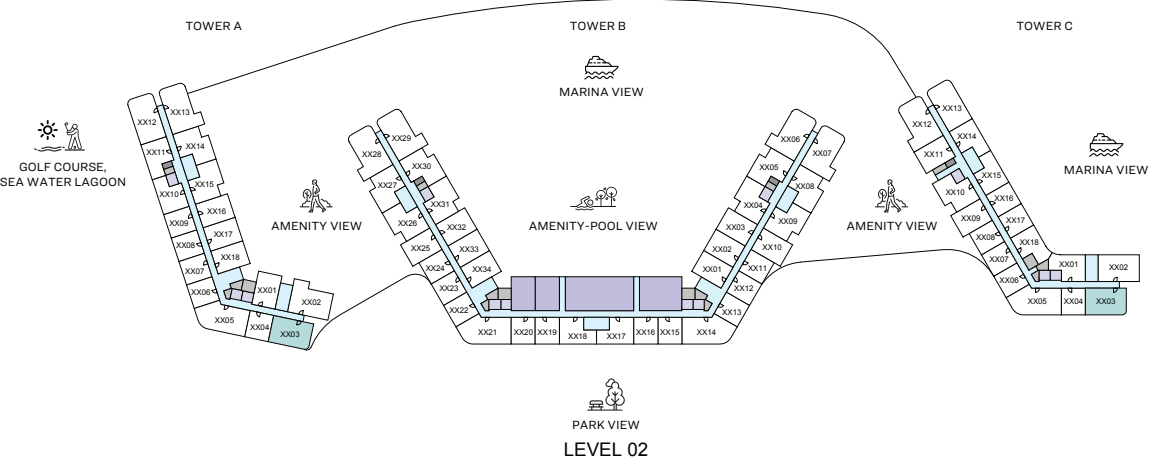 TOWER A
TOWER B
TOWER C
MARINA VIEW
GOLF COURSE,
SEA WATER LAGOON
AMENITY VIEW
AMENITY-POOL VIEW
AMENITY VIEW
MARINA VIEW
XX13
XX12
XX14
XX11
XX15
XX10
XX16
XX09
XX17
XX08
XX18
XX07
XX06
XX01
XX02
XX05
XX04
XX03
XX29
XX28
XX30
XX27
XX31
XX26
XX32
XX25
XX33
XX24
XX34
XX23
XX22
XX21
XX20
XX19
XX18
XX17
XX16
XX15
XX14
XX13
XX12
XX11
XX01
XX10
XX02
XX03
XX09
XX04
XX08
XX05
XX07
XX06
XX13
XX12
XX14
XX11
XX15
XX10
XX16
XX09
XX17
XX08
XX18
XX07
XX06
XX01
XX02
XX05
XX04
XX03
PARK VIEW
LEVEL 02